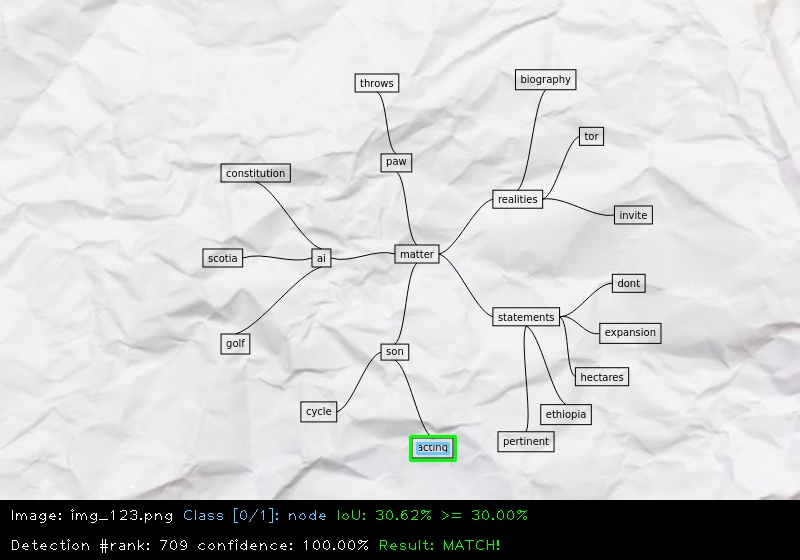 throws
biography
tor
paw
constitution
realities
invite
matter
scotia
ai
dont
statements
expansion
golf
son
hectares
cycle
ethiopia
pertinent
acting
Image: img_123.png Class [0/1]: node IoU: 30.62% >= 30.00%
Detection #rank: 709 confidence: 100.00% Result: MATCH!